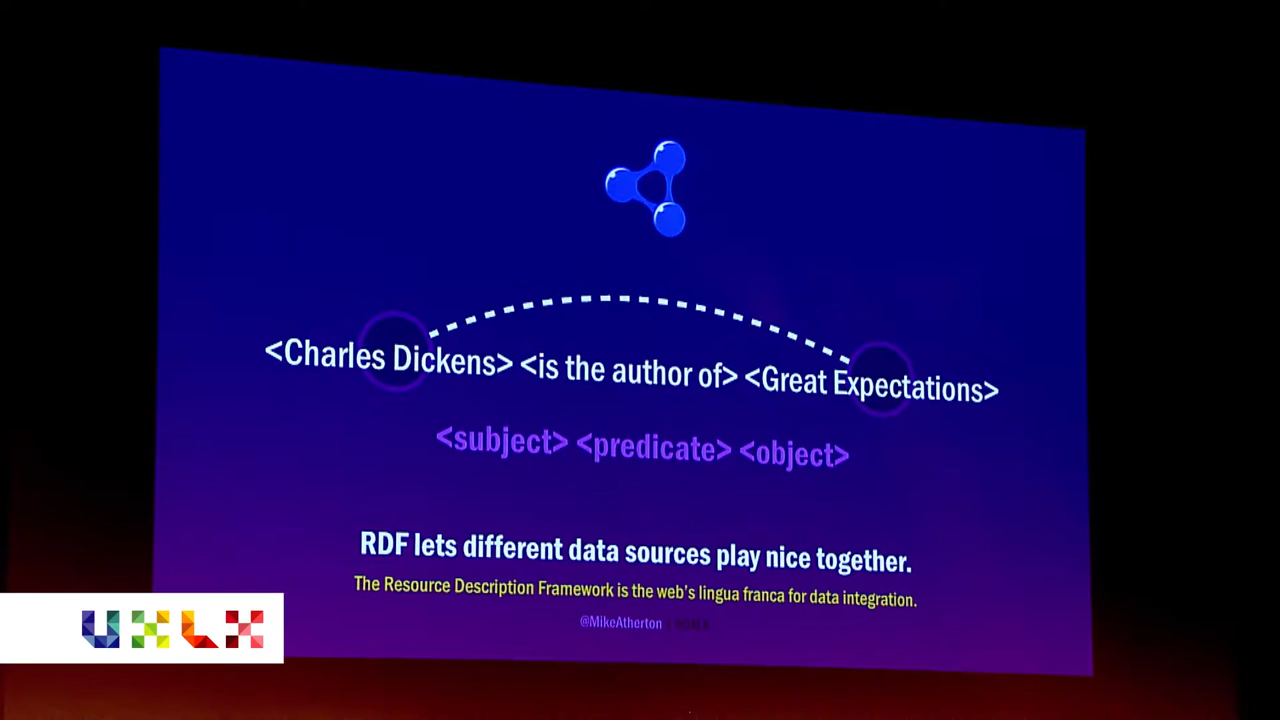 <Charles Dickens> <is the author of> <Great Expectations>
<subject> <predicate> <object>
RDF lets different data sources play nice together.
The Resource Description Framework is the web's lingua franca for data integration.
@MikeAtherton
UXLX